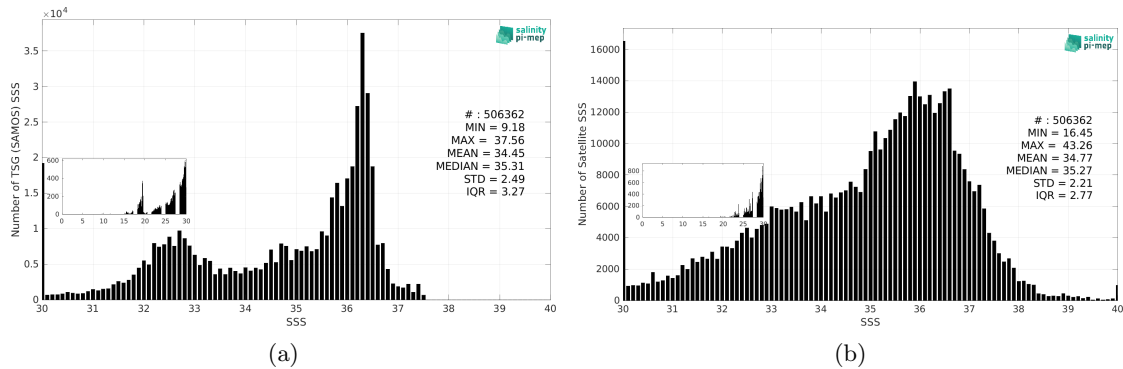 ×10⁴
salinity
pi-mep
3.5
3
2.5
2
1.5
1
0.5
0
Number of TSG (SAMOS) SSS
# : 506362
MIN = 9.18
MAX = 37.56
MEAN = 34.45
MEDIAN = 35.31
STD = 2.49
IQR = 3.27
600
400
200
0
0 5 10 15 20 25 30
30 31 32 33 34 35 36 37 38 39 40
SSS
(a)
salinity
pi-mep
16000
14000
12000
10000
8000
6000
4000
2000
0
Number of Satellite SSS
# : 506362
MIN = 16.45
MAX = 43.26
MEAN = 34.77
MEDIAN = 35.27
STD = 2.21
IQR = 2.77
800
600
400
200
0
0 5 10 15 20 25 30
30 31 32 33 34 35 36 37 38 39 40
SSS
(b)